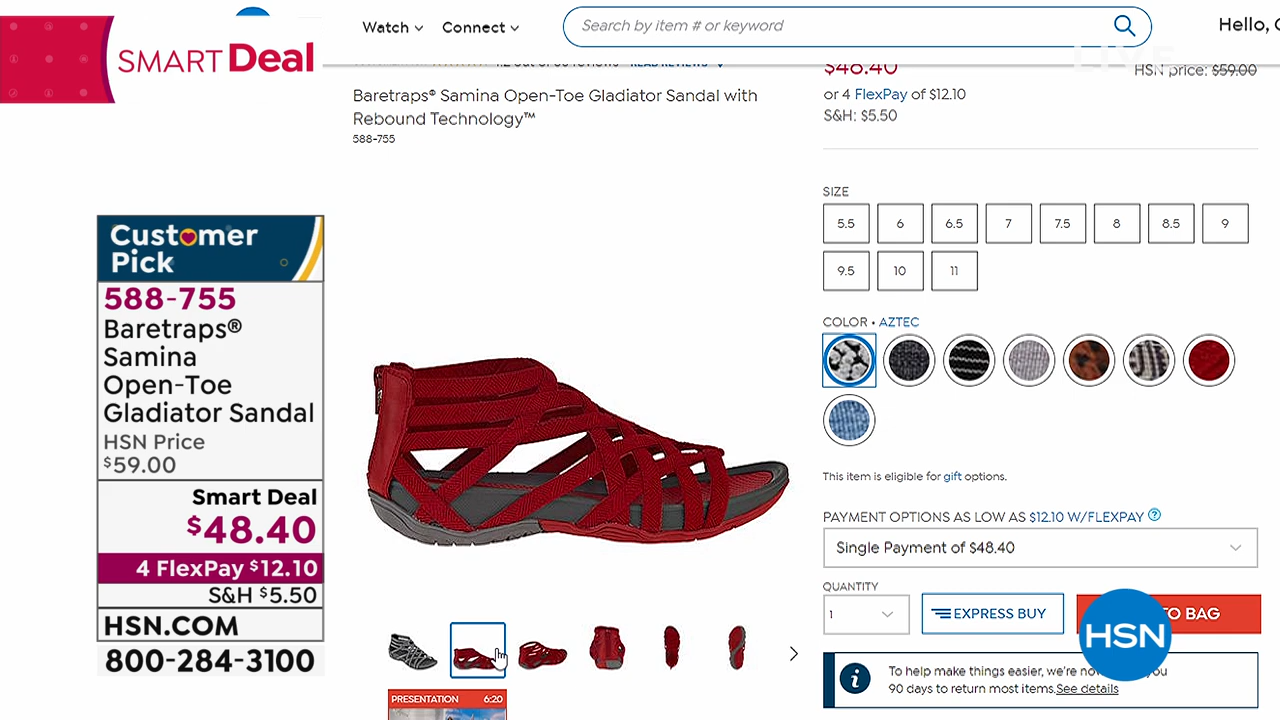 SMART Deal
Watch
Connect
Search by item # or keyword
Hello,
LIVE
READ REVIEWS
$48.40
HSN price: $59.00
Baretraps® Samina Open-Toe Gladiator Sandal with
Rebound Technology™
588-755
or 4 FlexPay of $12.10
S&H: $5.50
SIZE
5.5 6 6.5 7 7.5 8 8.5 9
9.5 10 11
COLOR • AZTEC
This item is eligible for gift options.
PAYMENT OPTIONS AS LOW AS $12.10 W/FLEXPAY ?
Single Payment of $48.40
QUANTITY
1
EXPRESS BUY
TO BAG
HSN
i
To help make things easier, we're
90 days to return most items. See details
PRESENTATION 6:20
Customer
Pick
588-755
Baretraps®
Samina
Open-Toe
Gladiator Sandal
HSN Price
$59.00
Smart Deal
$48.40
4 FlexPay $12.10
S&H $5.50
HSN.COM
800-284-3100